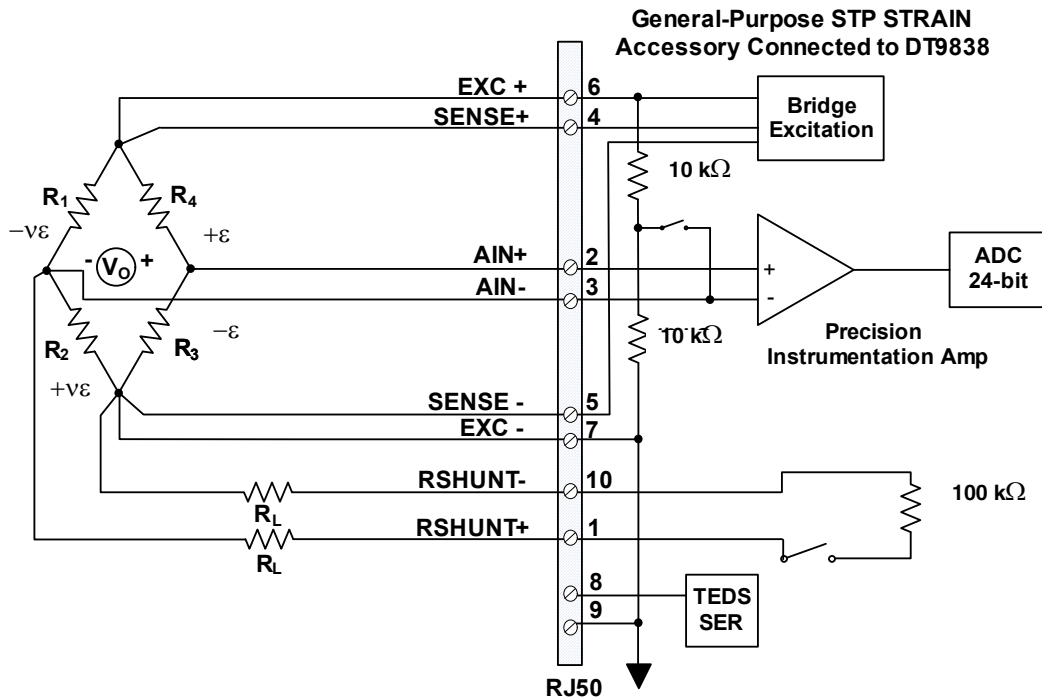 General-Purpose STP STRAIN
Accessory Connected to DT9838
EXC +
6
SENSE+
4
Bridge
Excitation
10 kΩ
R1
R4
−νε
+ε
- VO +
AIN+
2
AIN-
3
+
-
ADC
24-bit
R2
R3
−ε
+νε
10 kΩ
Precision
Instrumentation Amp
SENSE -
5
EXC -
7
RSHUNT-
10
RL
100 kΩ
RSHUNT+
1
RL
8
9
TEDS
SER
RJ50